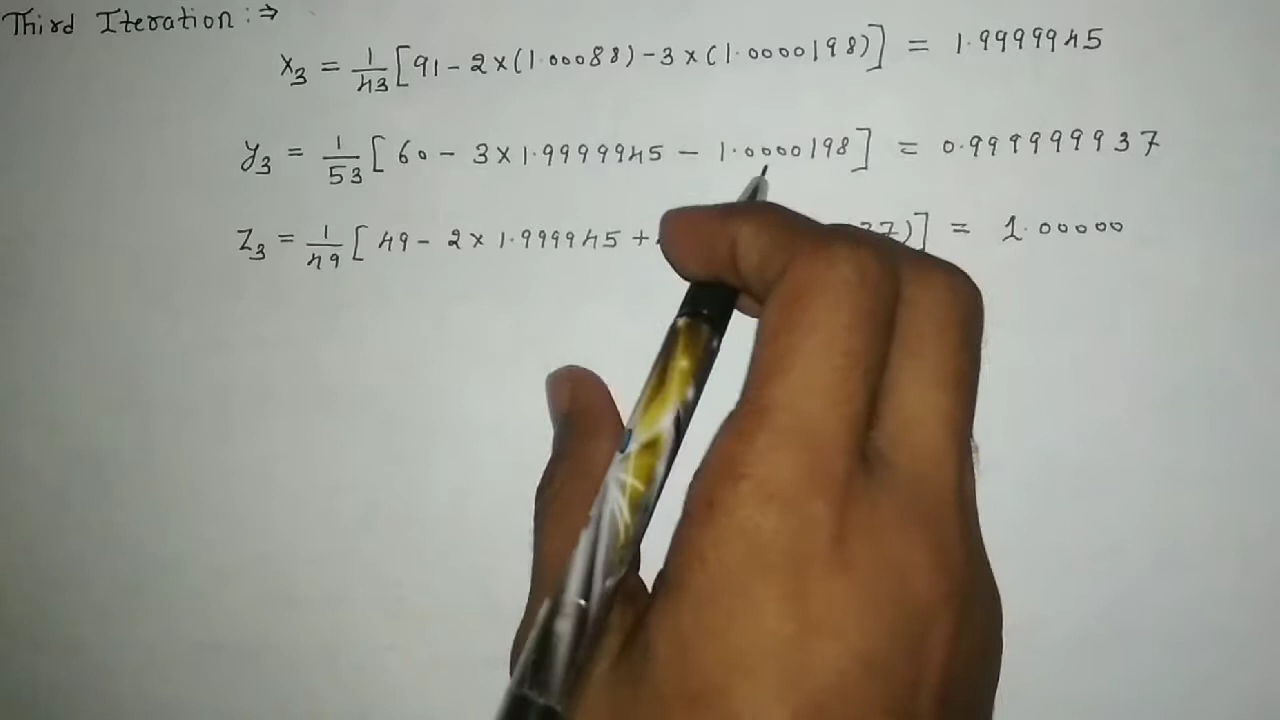 Third Iteration :⇒
X₃ = 1/43 [91 - 2 × (1.00088) - 3 × (1.0000198)] = 1.9999945
y₃ = 1/53 [60 - 3 × 1.9999945 - 1.0000198] = 0.999999937
Z₃ = 1/49 [49 - 2 × 1.999945 + 37)] = 1.00000